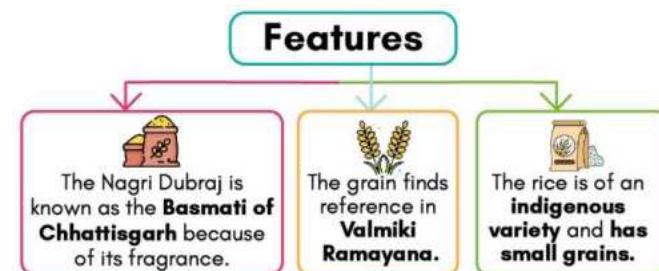 Features
The Nagri Dubraj is
known as the Basmati of
Chhattisgarh because
of its fragrance.
The grain finds
reference in
Valmiki
Ramayana.
The rice is of an
indigenous
variety and has
small grains.